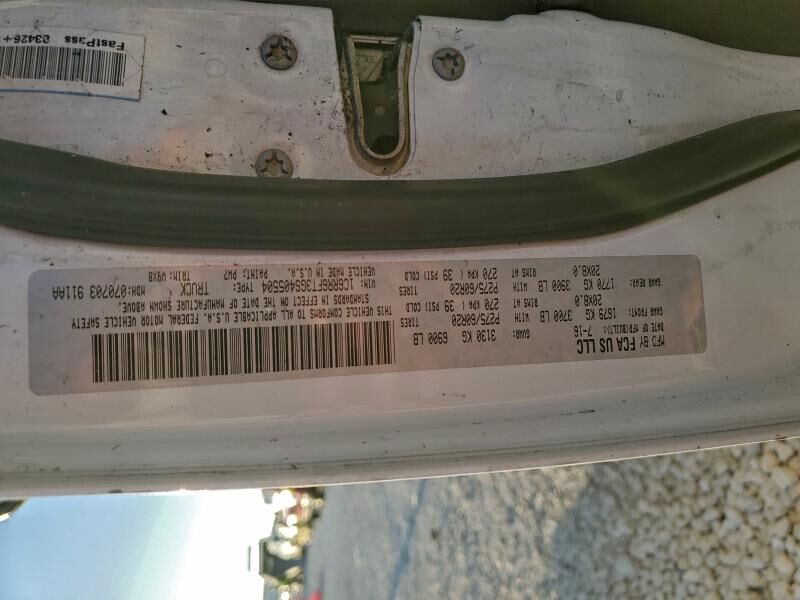 FastPass 03426+
MFD BY FCA US LLC
DATE OF MFR(BUILT): 7-16
GVWR: 3130 KG 6900 LB
GAWR FRONT: 1679 KG 3700 LB
WITH P275/60R20 TIRES
20X8.0 RIMS AT 270 KPA ( 39 PSI) COLD
GAWR REAR: 1770 KG 3900 LB
WITH P275/60R20 TIRES
20X8.0 RIMS AT 270 KPA ( 39 PSI) COLD
THIS VEHICLE CONFORMS TO ALL APPLICABLE U.S.A. FEDERAL MOTOR VEHICLE SAFETY
STANDARDS IN EFFECT ON THE DATE OF MANUFACTURE SHOWN ABOVE.
VIN: 1C6RR6FT3GS405504 TYPE: TRUCK MDH:070703 911AA
VEHICLE MADE IN U.S.A. PAINT: PW7 TRIM: V9X8